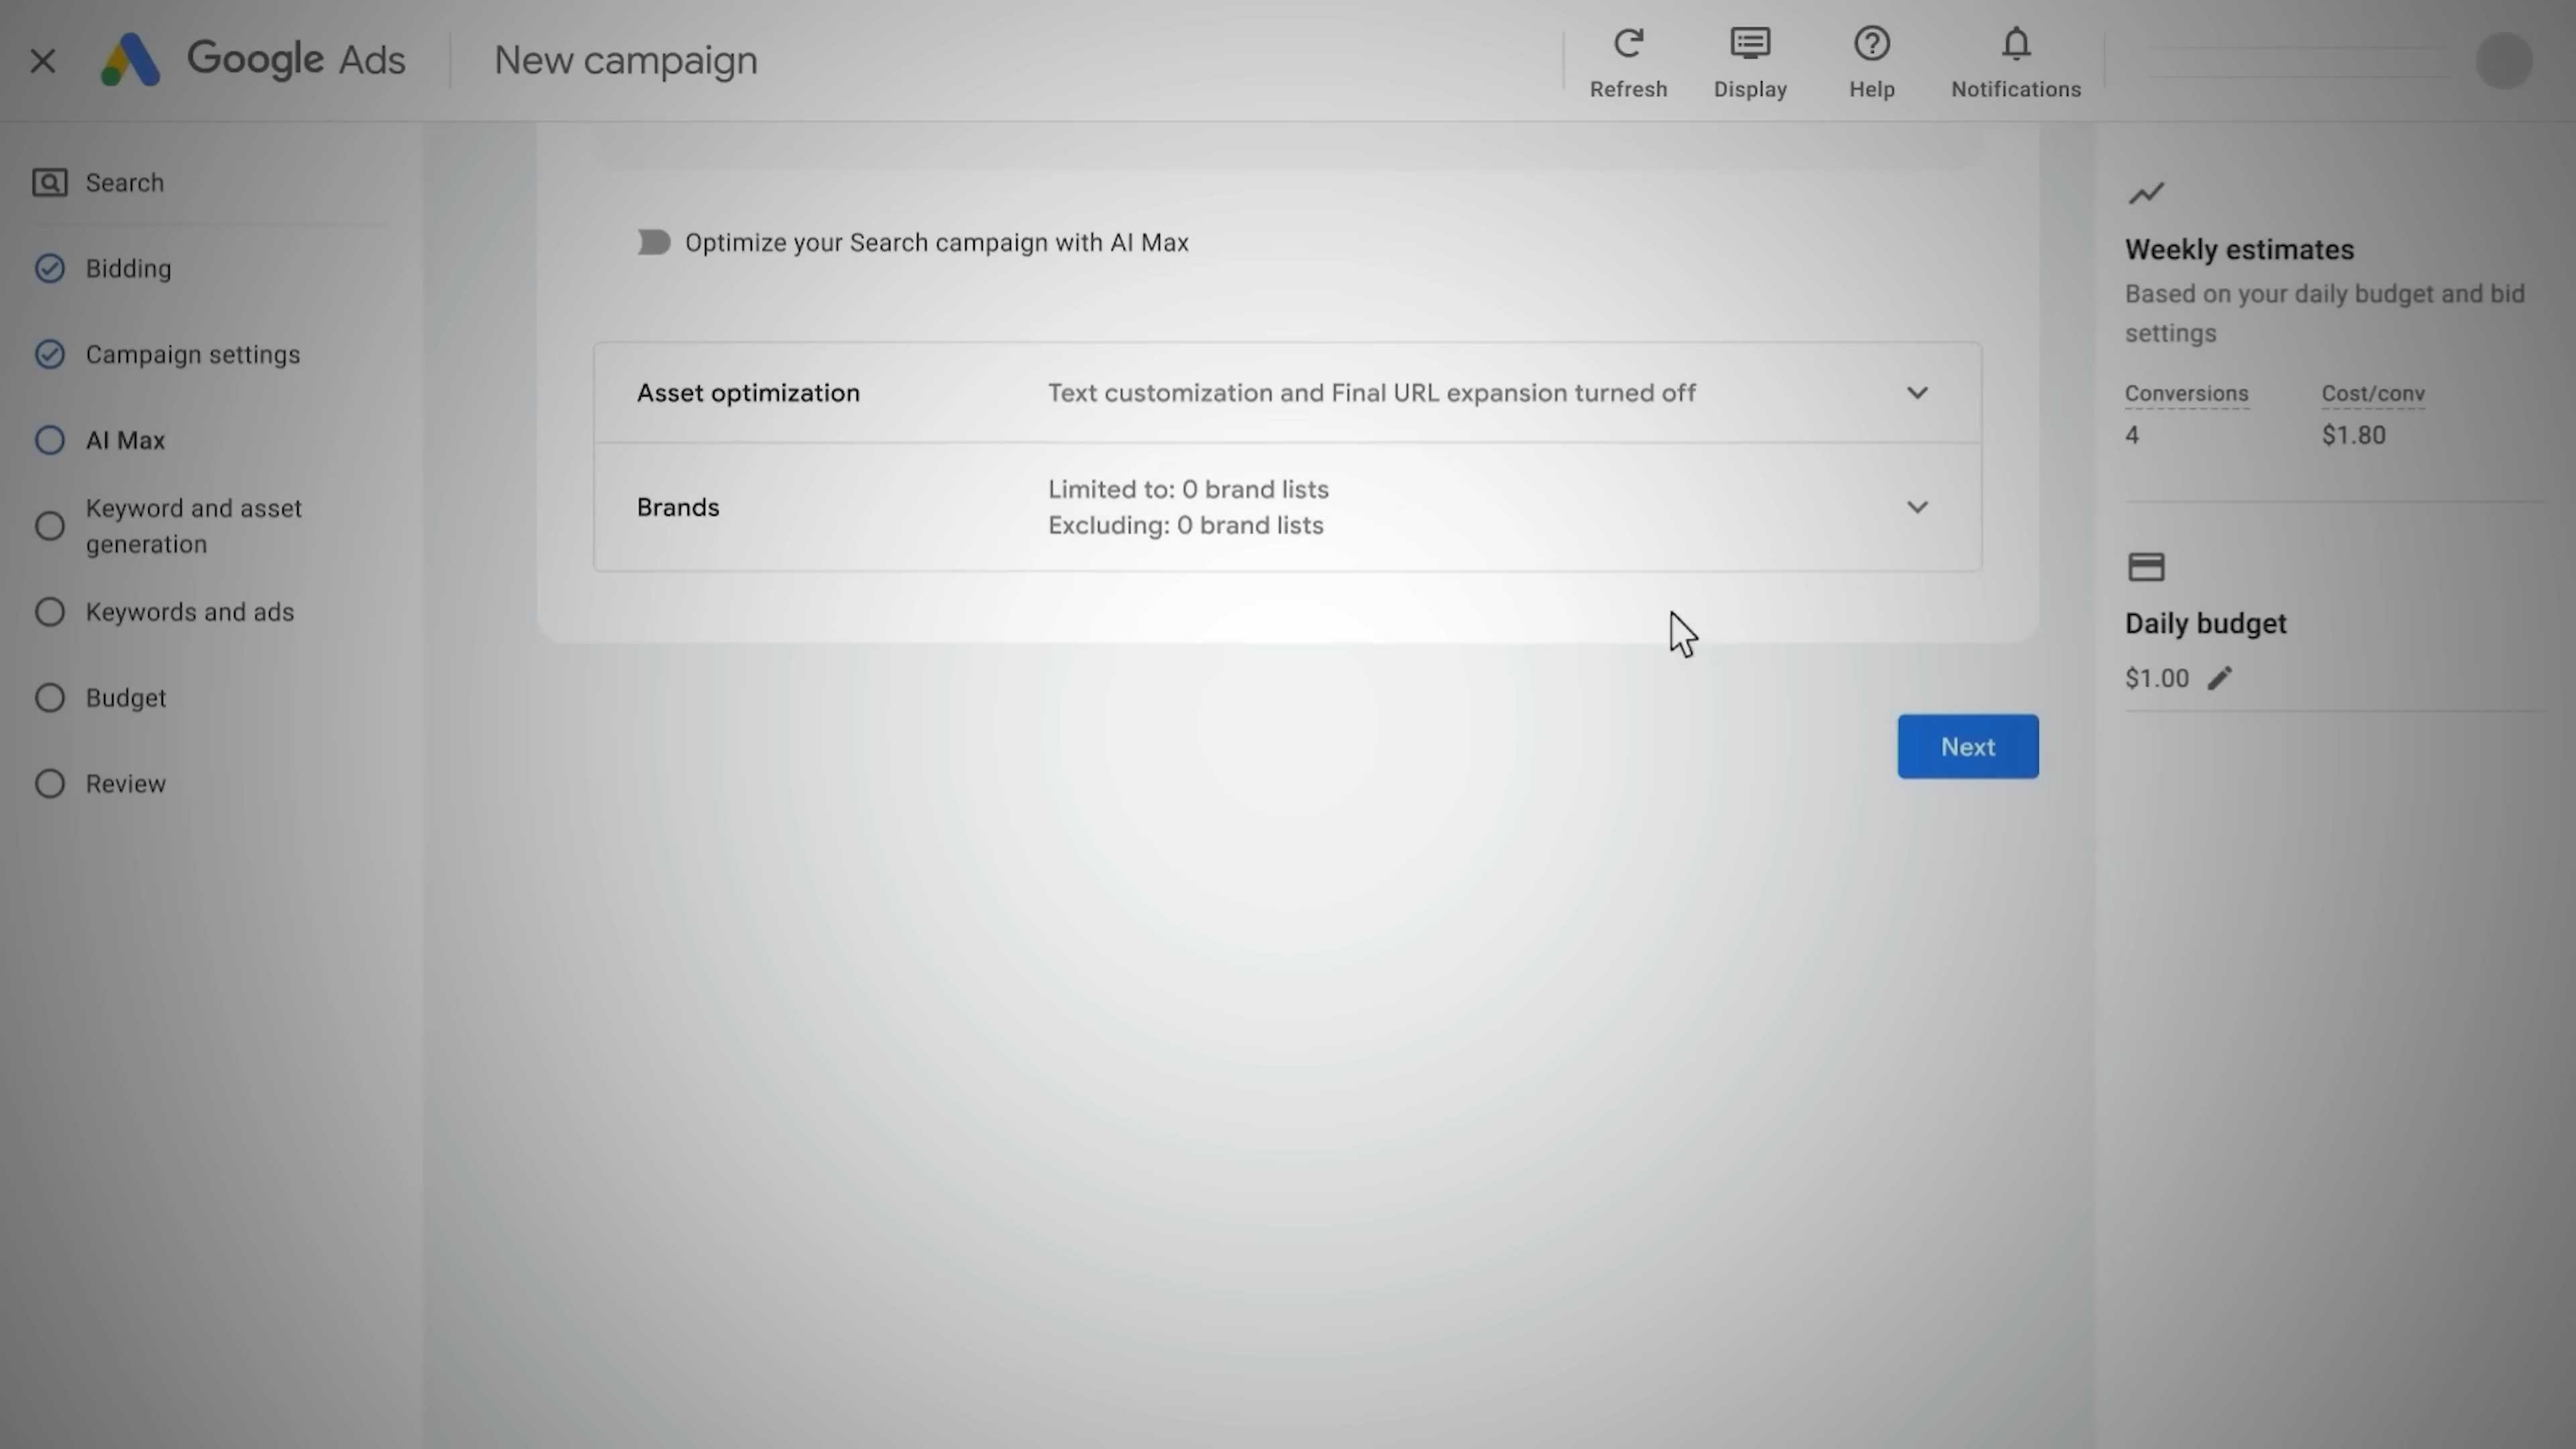 Google Ads
New campaign
Refresh
Display
Help
Notifications
Search
Bidding
Campaign settings
AI Max
Keyword and asset
generation
Keywords and ads
Budget
Review
Optimize your Search campaign with AI Max
Asset optimization
Text customization and Final URL expansion turned off
Brands
Limited to: 0 brand lists
Excluding: 0 brand lists
Next
Weekly estimates
Based on your daily budget and bid
settings
Conversions
Cost/conv
4
$1.80
Daily budget
$1.00